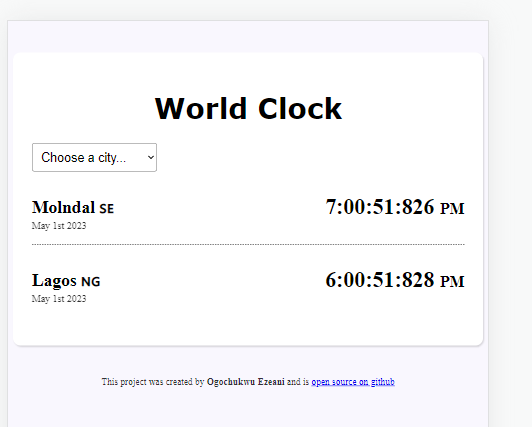 World Clock
Choose a city...
Molndal SE
7:00:51:826 PM
May 1st 2023
Lagos NG
6:00:51:828 PM
May 1st 2023
This project was created by Ogochukwu Ezeani and is open source on github